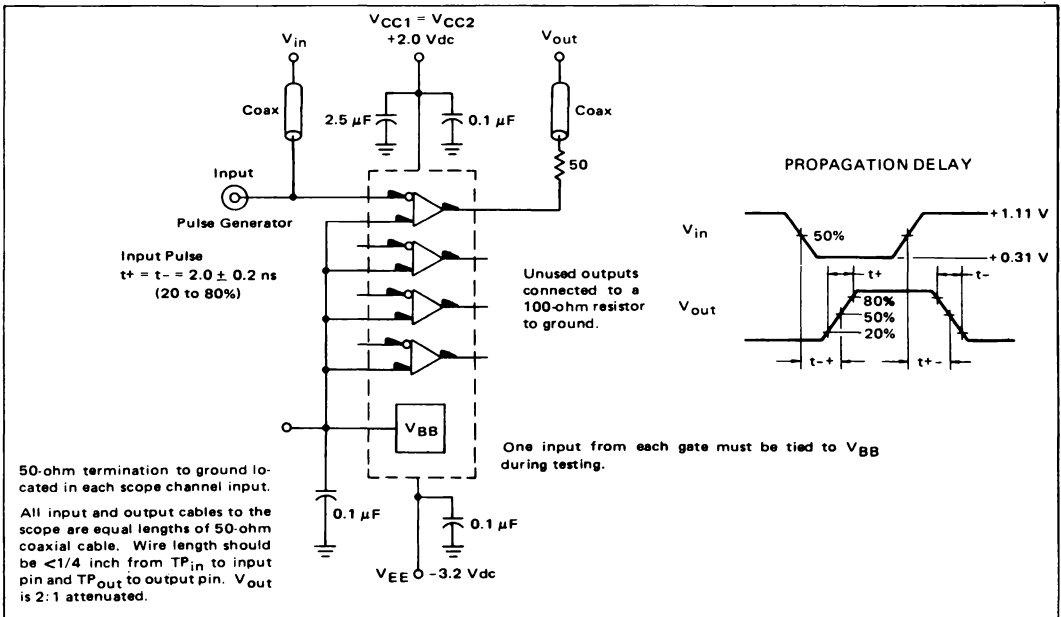 VCC1 = VCC2
+2.0 Vdc
Vin
Vout
Coax
Coax
2.5 μF
0.1 μF
50
Input
Pulse Generator
Input Pulse
t+ = t– = 2.0 ± 0.2 ns
(20 to 80%)
Unused outputs
connected to a
100-ohm resistor
to ground.
VBB
One input from each gate must be tied to VBB
during testing.
0.1 μF
0.1 μF
VEE
–3.2 Vdc
50-ohm termination to ground lo-
cated in each scope channel input.
All input and output cables to the
scope are equal lengths of 50-ohm
coaxial cable. Wire length should
be <1/4 inch from TPin to input
pin and TPout to output pin. Vout
is 2:1 attenuated.
PROPAGATION DELAY
Vin
50%
+1.11 V
+0.31 V
t+
t–
Vout
80%
50%
20%
t–+
t+–